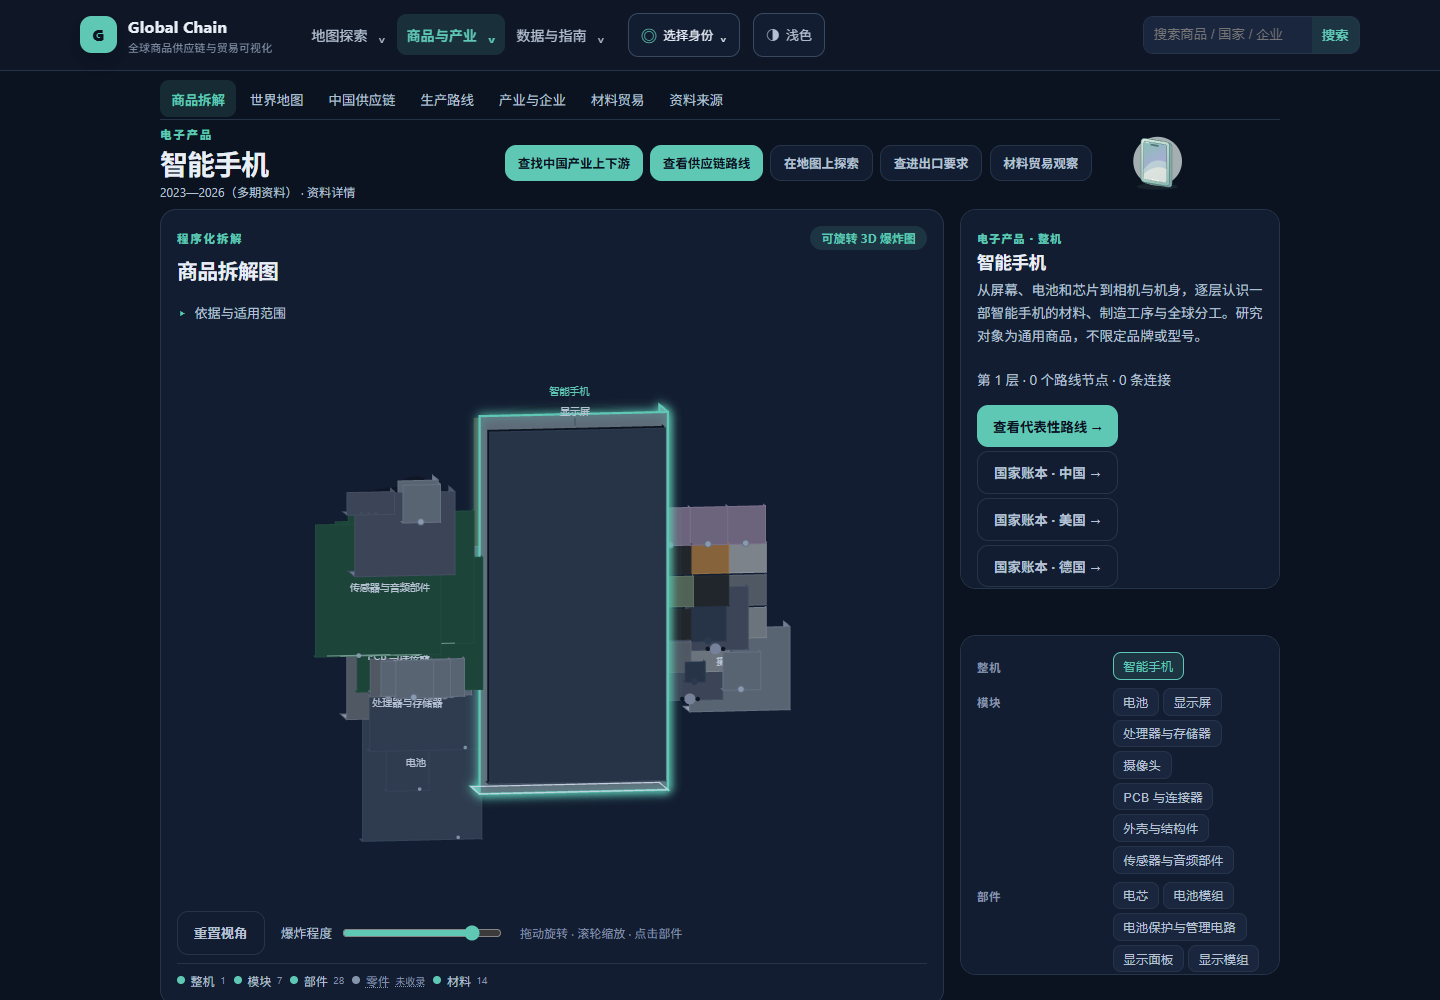 G
Global Chain
全球商品供应链与贸易可视化
地图探索
商品与产业
数据与指南
选择身份
浅色
搜索商品 / 国家 / 企业
搜索
商品拆解
世界地图
中国供应链
生产路线
产业与企业
材料贸易
资料来源
电子产品
智能手机
2023—2026（多期资料） · 资料详情
查找中国产业上下游
查看供应链路线
在地图上探索
查进出口要求
材料贸易观察
程序化拆解
可旋转 3D 爆炸图
商品拆解图
依据与适用范围
智能手机
显示屏
传感器与音频部件
处理器与存储器
电池
重置视角
爆炸程度
拖动旋转 · 滚轮缩放 · 点击部件
整机 1
模块 7
部件 28
零件 未收录
材料 14
电子产品 · 整机
智能手机
从屏幕、电池和芯片到相机与机身，逐层认识一
部智能手机的材料、制造工序与全球分工。研究
对象为通用商品，不限定品牌或型号。
第 1 层 · 0 个路线节点 · 0 条连接
查看代表性路线 →
国家账本 · 中国 →
国家账本 · 美国 →
国家账本 · 德国 →
整机
智能手机
模块
电池
显示屏
处理器与存储器
摄像头
PCB 与连接器
外壳与结构件
传感器与音频部件
部件
电芯
电池模组
电池保护与管理电路
显示面板
显示模组